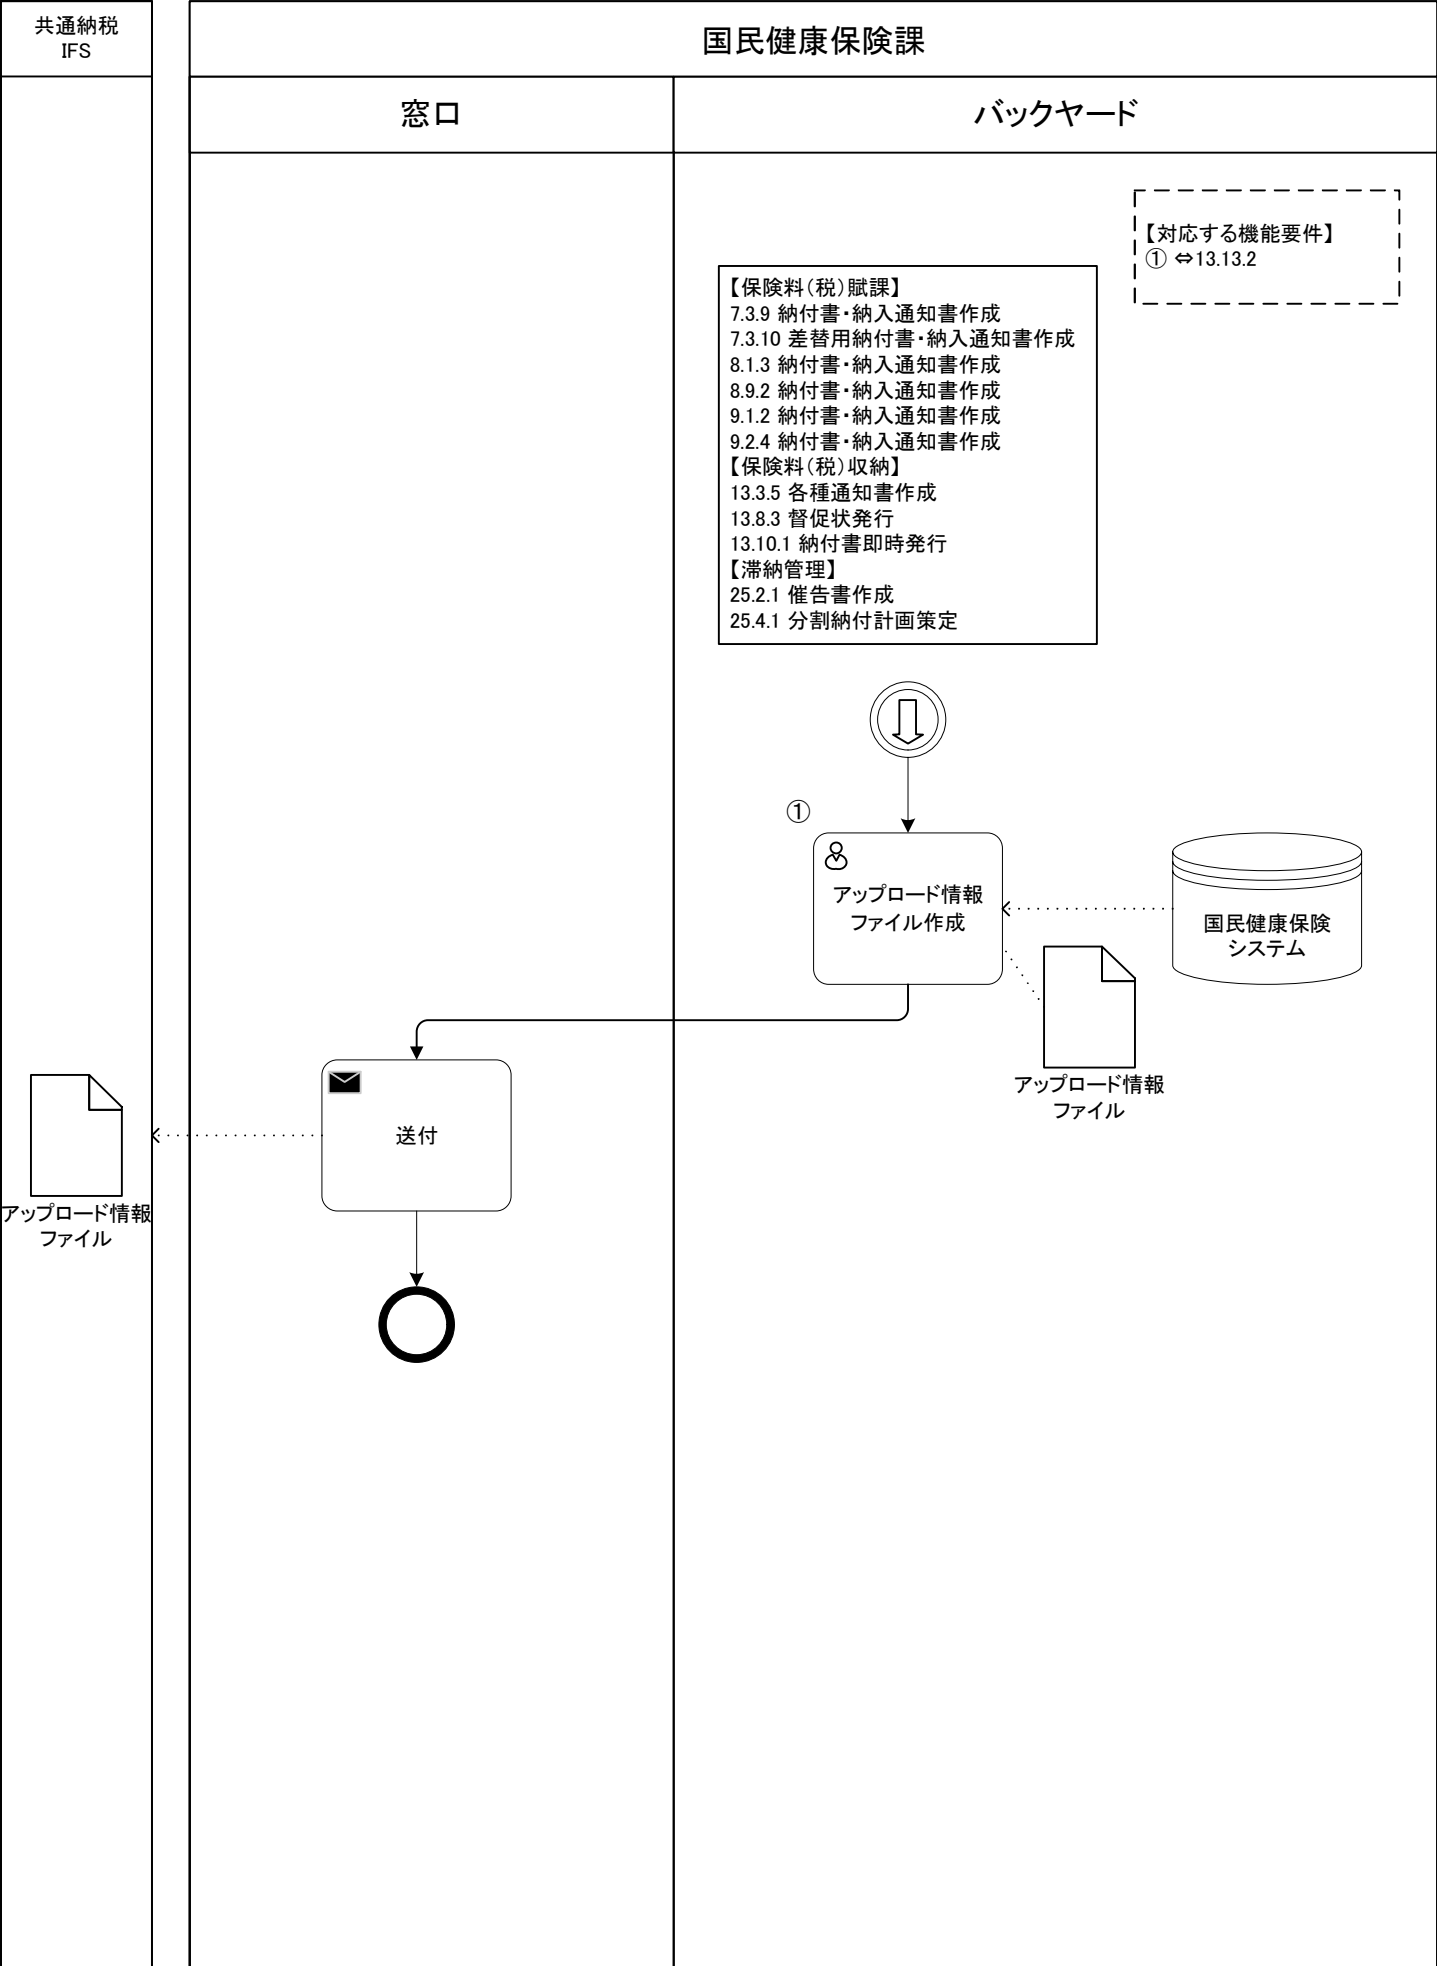 共通納税
IFS
国民健康保険課
窓口
バックヤード
【対応する機能要件】
① ⇔13.13.2
【保険料（税）賦課】
7.3.9 納付書・納入通知書作成
7.3.10 差替用納付書・納入通知書作成
8.1.3 納付書・納入通知書作成
8.9.2 納付書・納入通知書作成
9.1.2 納付書・納入通知書作成
9.2.4 納付書・納入通知書作成
【保険料（税）収納】
13.3.5 各種通知書作成
13.8.3 督促状発行
13.10.1 納付書即時発行
【滞納管理】
25.2.1 催告書作成
25.4.1 分割納付計画策定
①
アップロード情報
ファイル作成
国民健康保険
システム
アップロード情報
ファイル
送付
アップロード情報
ファイル